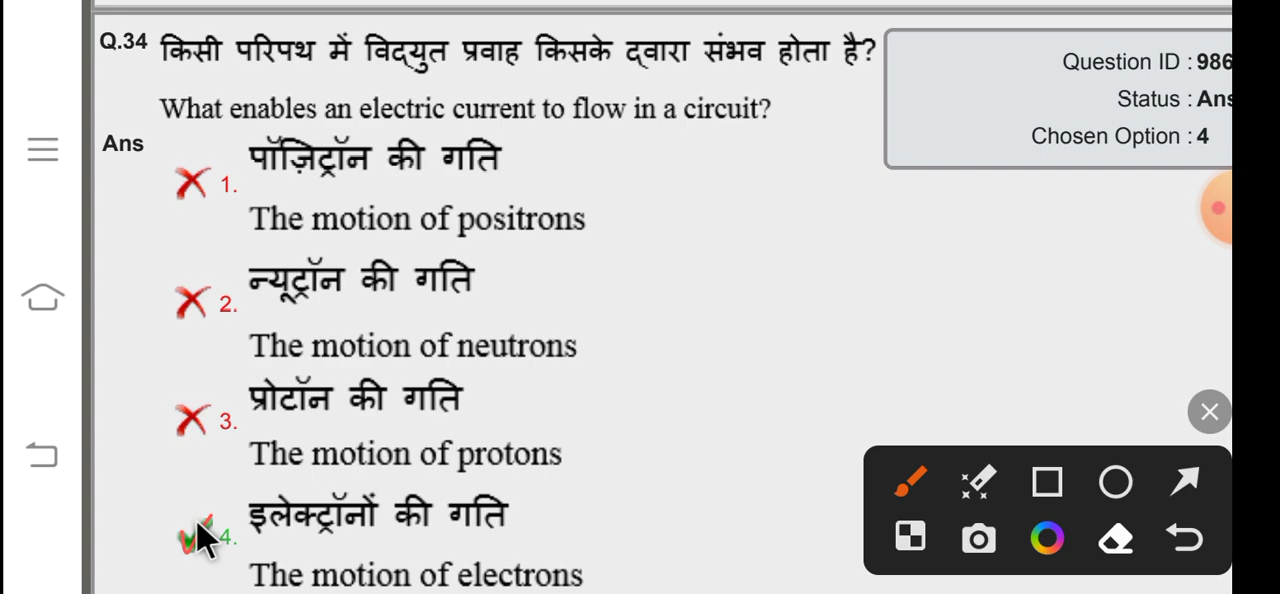 Q.34 किसी परिपथ में विद्युत प्रवाह किसके द्वारा संभव होता है?
What enables an electric current to flow in a circuit?
Question ID : 986
Status : Ans
Chosen Option : 4
Ans
1. पॉज़िट्रॉन की गति
The motion of positrons
2. न्यूट्रॉन की गति
The motion of neutrons
3. प्रोटॉन की गति
The motion of protons
4. इलेक्ट्रॉनों की गति
The motion of electrons